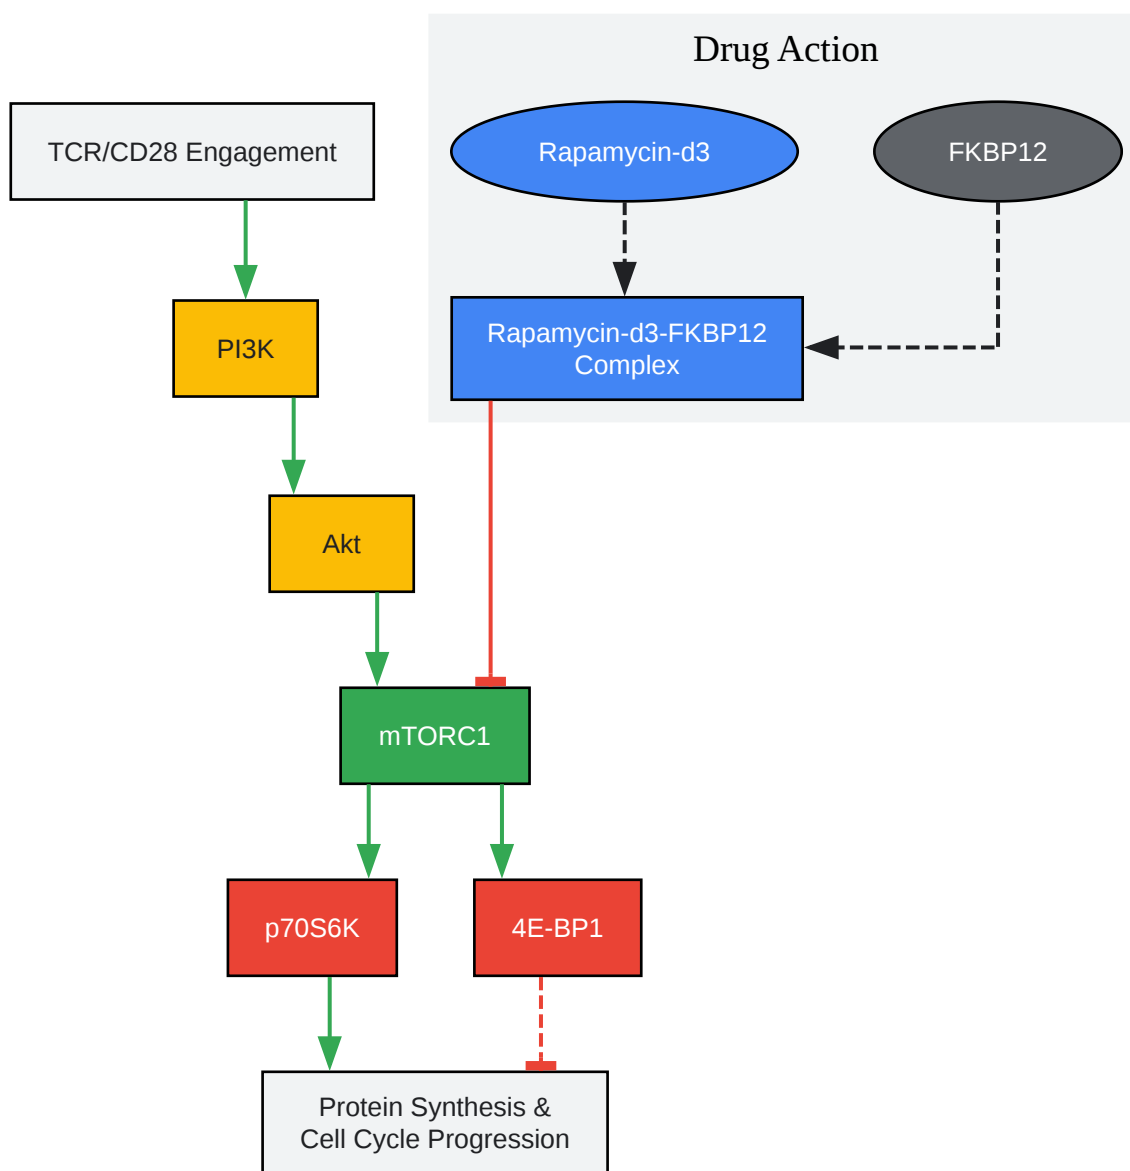 Drug Action
TCR/CD28 Engagement
Rapamycin-d3
FKBP12
PI3K
Rapamycin-d3-FKBP12
Complex
Akt
mTORC1
p70S6K
4E-BP1
Protein Synthesis &
Cell Cycle Progression